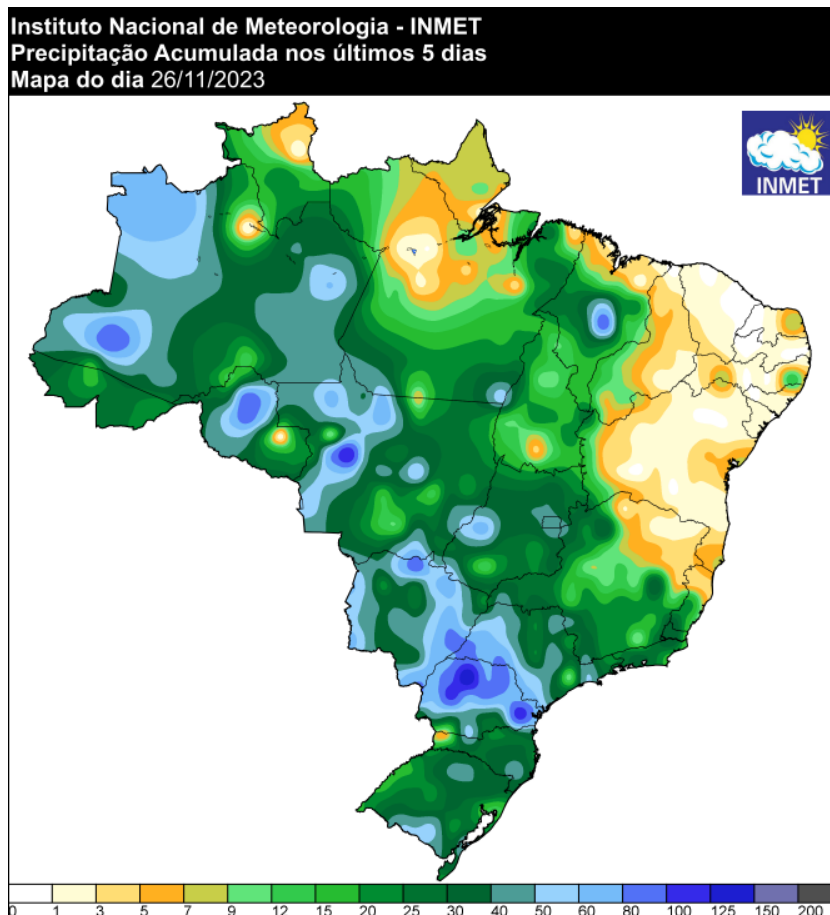 Instituto Nacional de Meteorologia - INMET
Precipitação Acumulada nos últimos 5 dias
Mapa do dia 26/11/2023
INMET
0 1 3 5 7 9 12 15 20 25 30 40 50 60 80 100 125 150 200